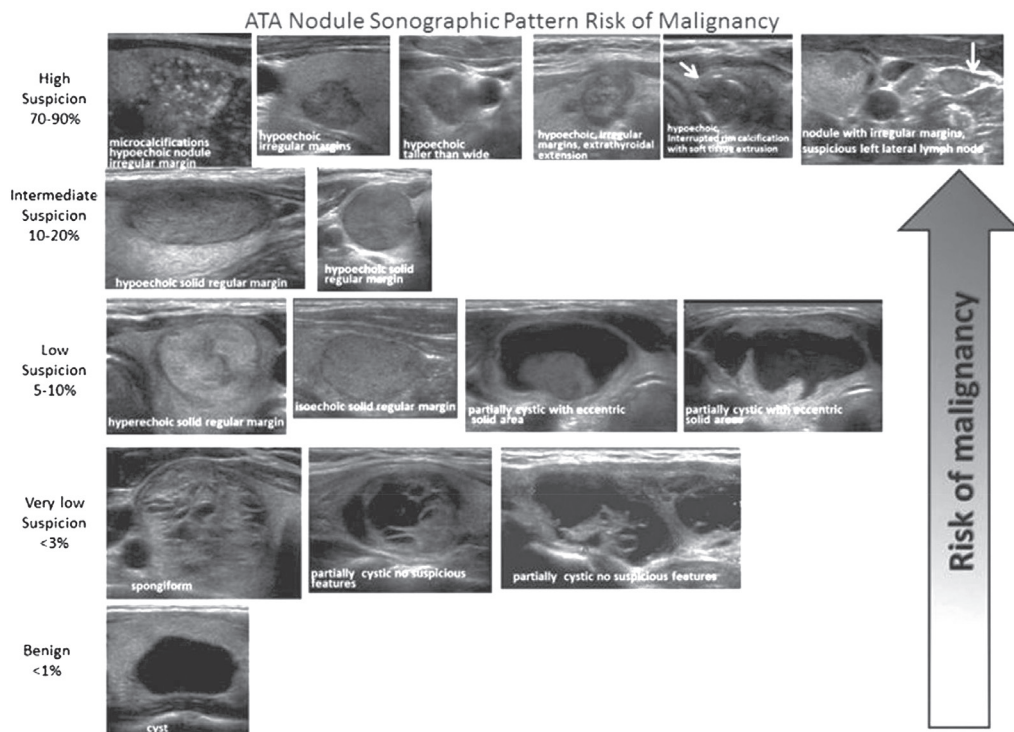 ATA Nodule Sonographic Pattern Risk of Malignancy
High
Suspicion
70-90%
microcalcifications
hypoechoic nodule
irregular margin
hypoechoic
irregular margins
hypoechoic
taller than wide
hypoechoic, irregular
margins, extrathyroidal
extension
hypoechoic,
Interrupted rim calcification
with soft tissue extrusion
nodule with irregular margins,
suspicious left lateral lymph node
Intermediate
Suspicion
10-20%
hypoechoic solid regular margin
hypoechoic solid
regular margin
Low
Suspicion
5-10%
hyperechoic solid regular margin
isoechoic solid regular margin
partially cystic with eccentric
solid area
partially cystic with eccentric
solid areas
Very low
Suspicion
<3%
spongiform
partially cystic no suspicious
features
partially cystic no suspicious features
Benign
<1%
cyst
Risk of malignancy